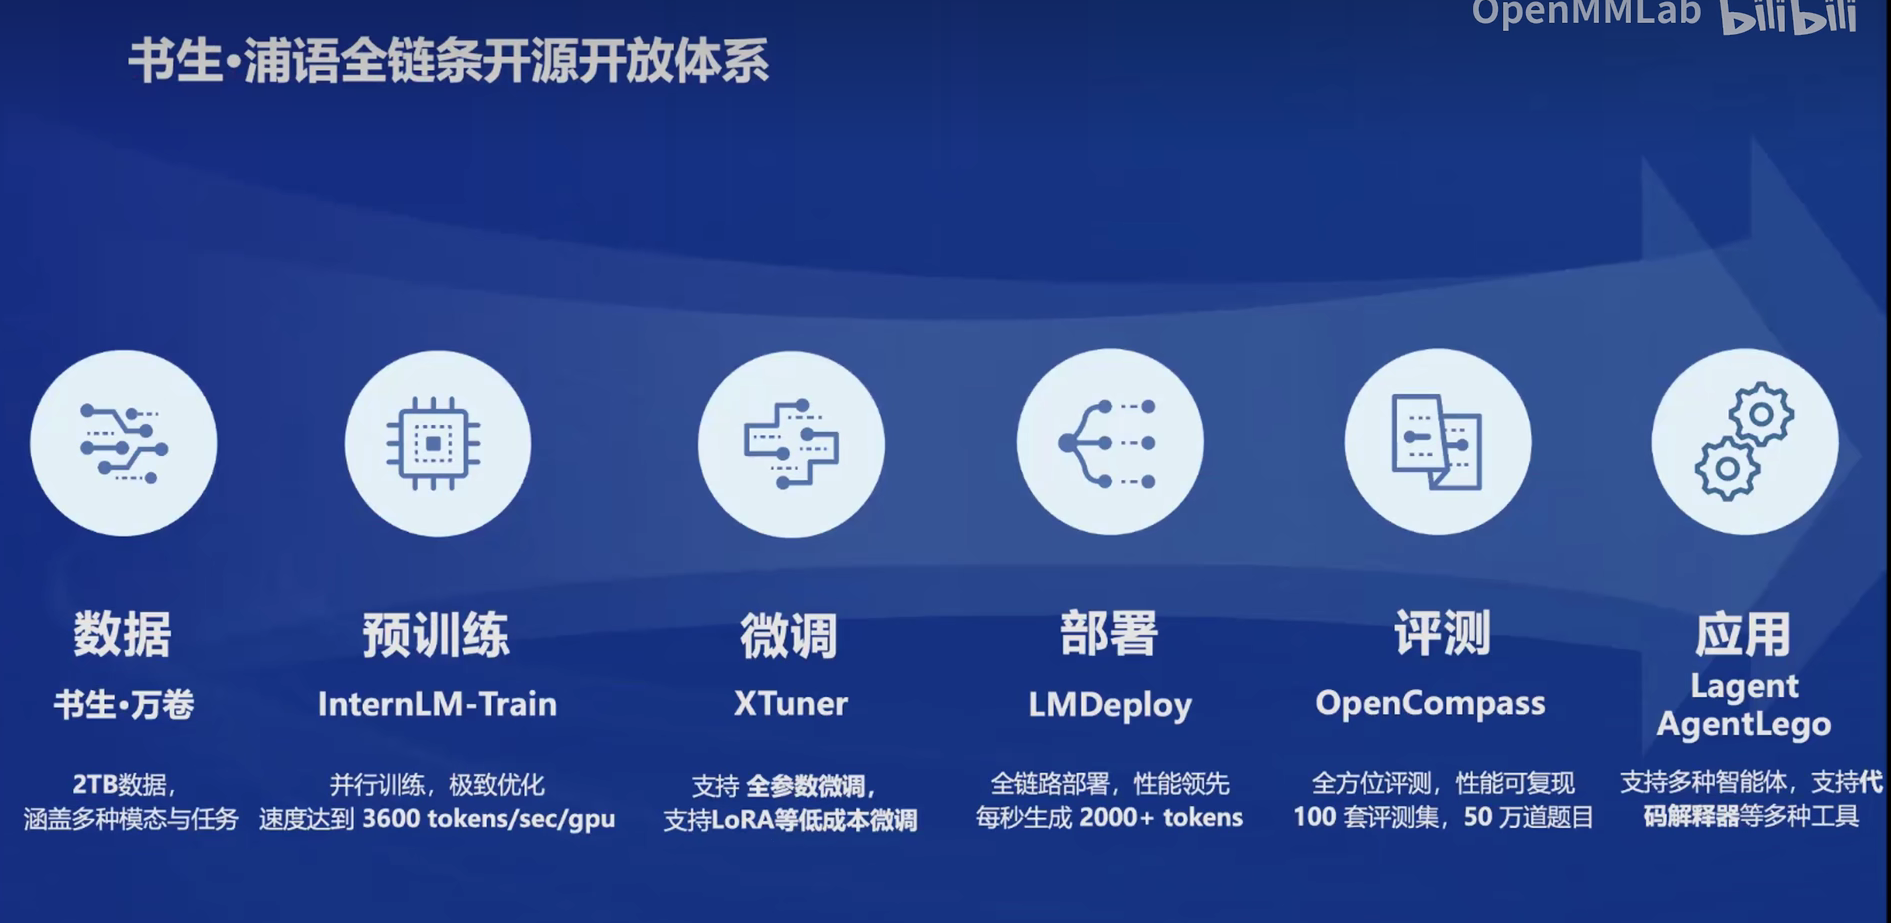 OpenMMLab bilibili
书生·浦语全链条开源开放体系
数据
书生·万卷
2TB数据，
涵盖多种模态与任务
预训练
InternLM-Train
并行训练，极致优化
速度达到 3600 tokens/sec/gpu
微调
XTuner
支持 全参数微调，
支持LoRA等低成本微调
部署
LMDeploy
全链路部署，性能领先
每秒生成 2000+ tokens
评测
OpenCompass
全方位评测，性能可复现
100 套评测集，50 万道题目
应用
Lagent
AgentLego
支持多种智能体，支持代
码解释器等多种工具